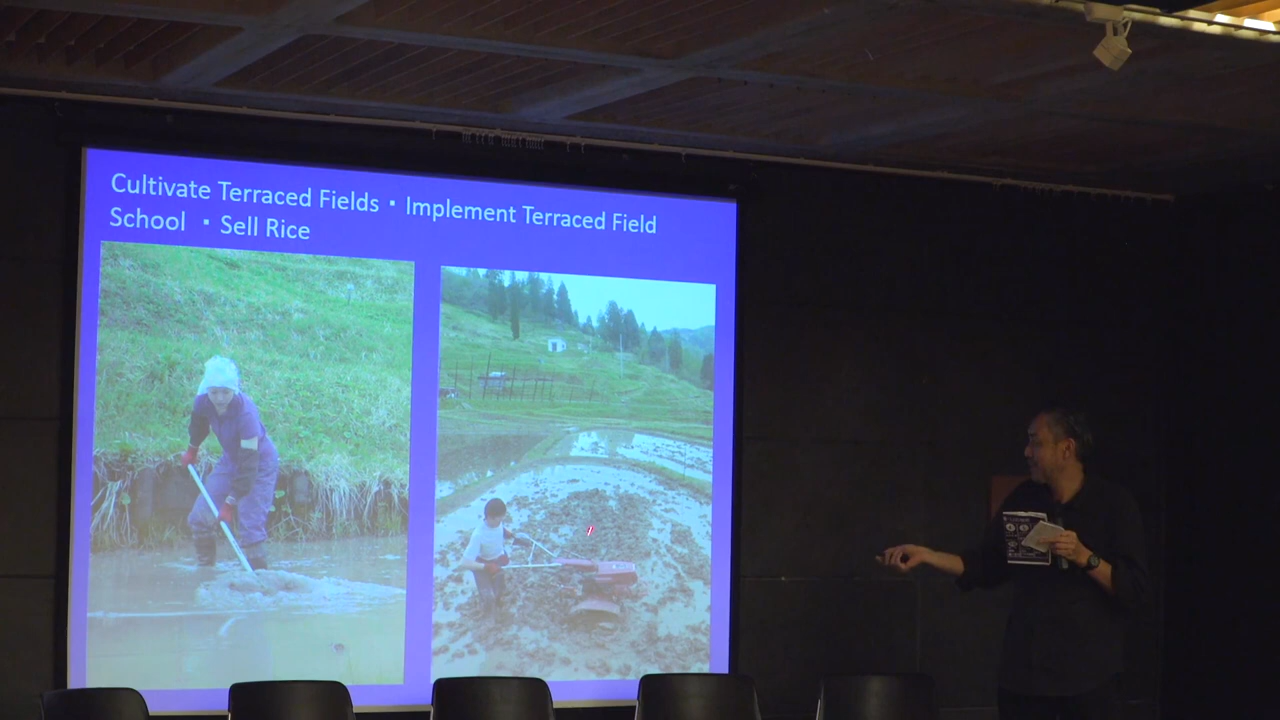 Cultivate Terraced Fields・Implement Terraced Field
School ・Sell Rice